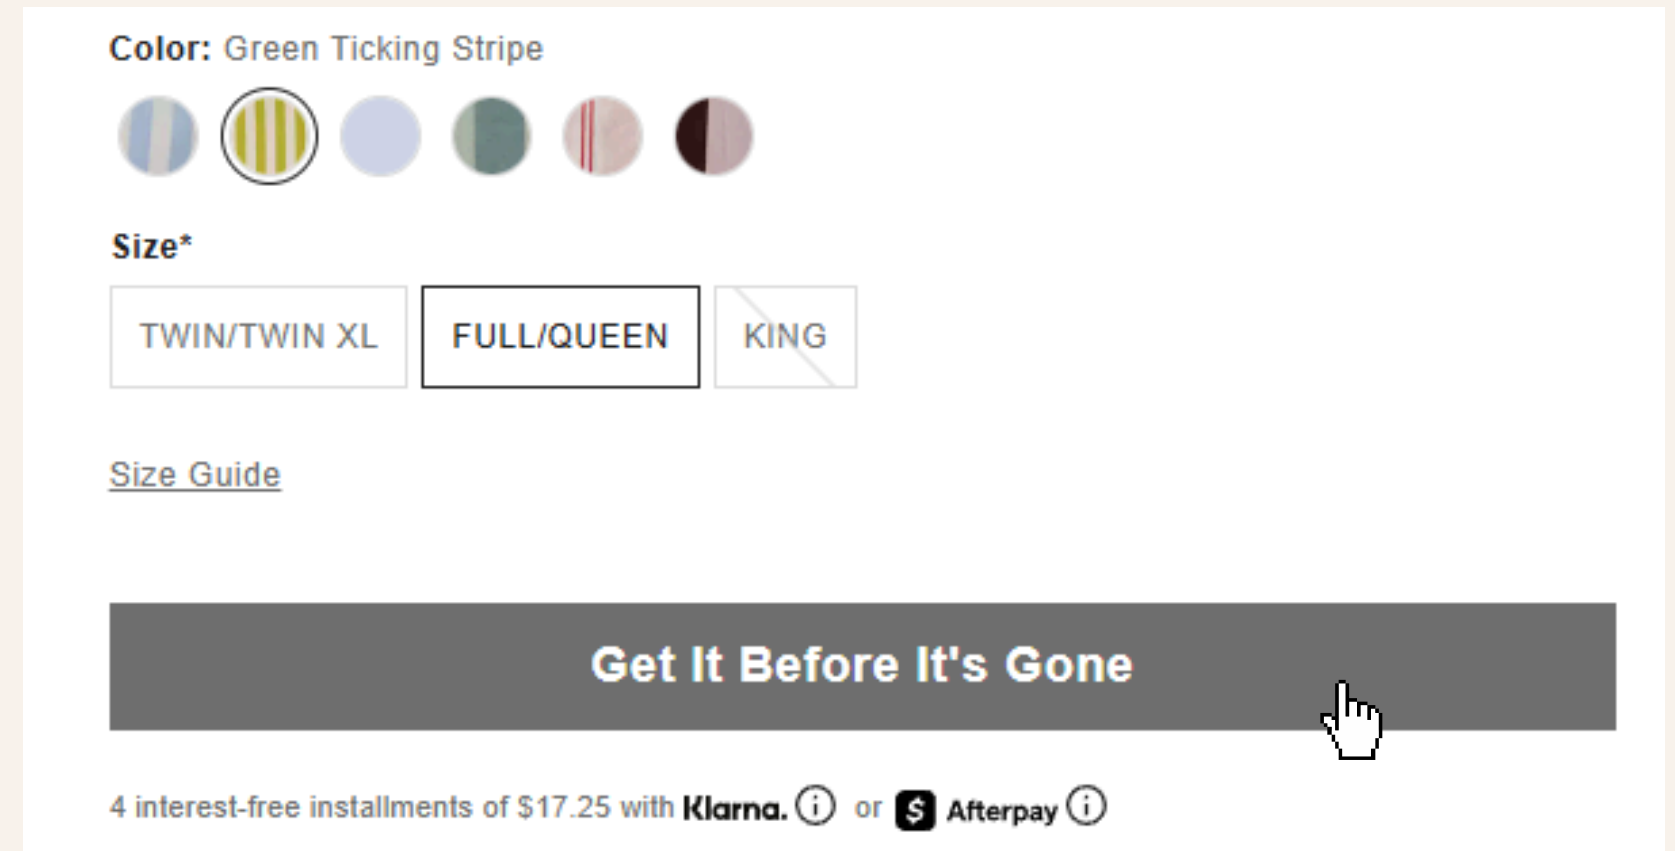 Color: Green Ticking Stripe
Size*
TWIN/TWIN XL FULL/QUEEN KING
Size Guide
Get It Before It's Gone
4 interest-free installments of $17.25 with Klarna. i or $ Afterpay i